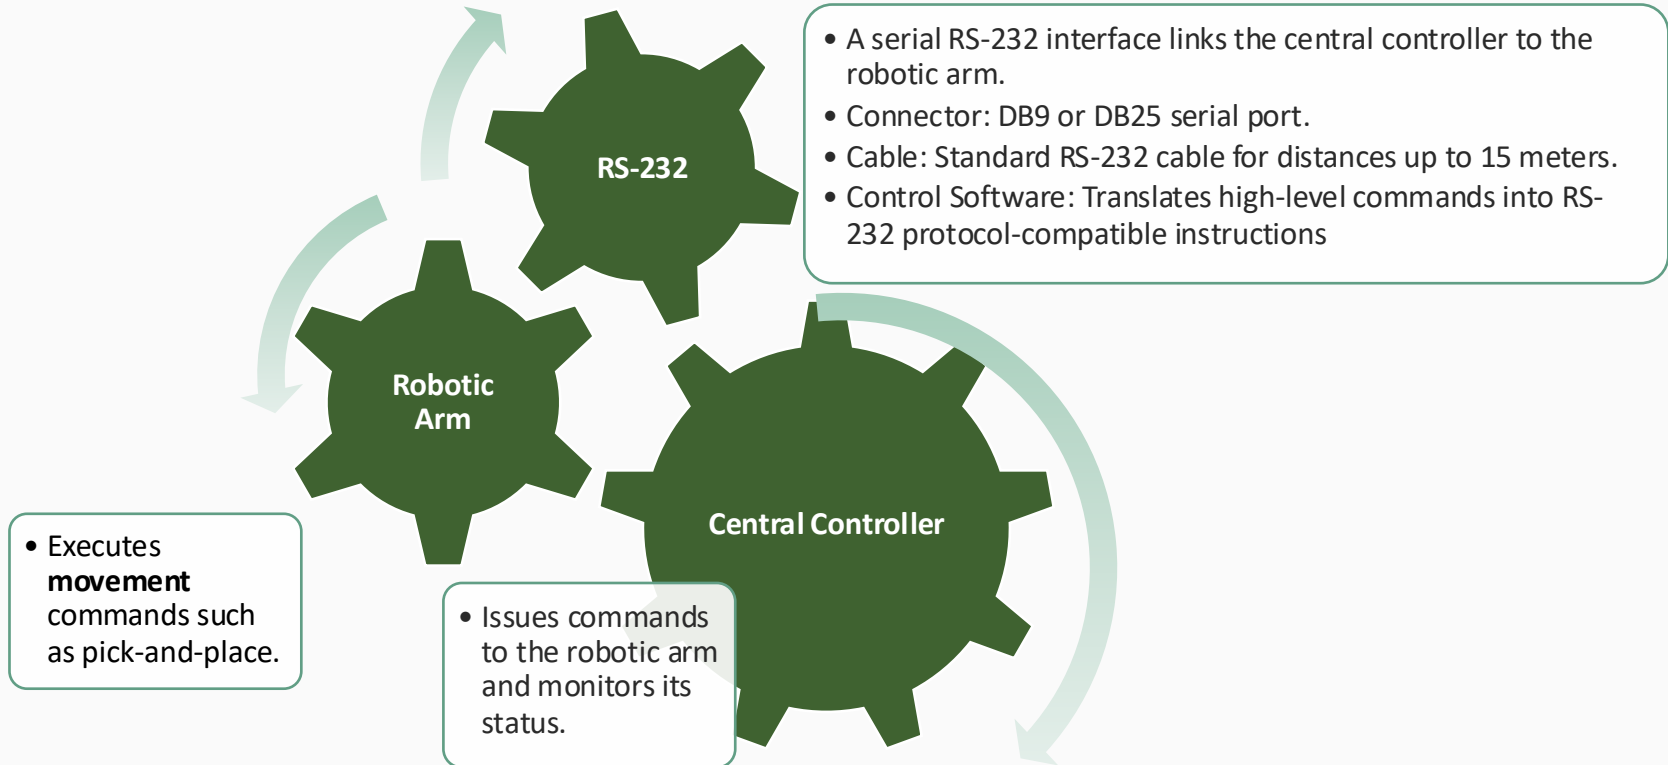 RS-232
• A serial RS-232 interface links the central controller to the
robotic arm.
• Connector: DB9 or DB25 serial port.
• Cable: Standard RS-232 cable for distances up to 15 meters.
• Control Software: Translates high-level commands into RS-
232 protocol-compatible instructions
Robotic
Arm
• Executes
movement
commands such
as pick-and-place.
Central Controller
• Issues commands
to the robotic arm
and monitors its
status.